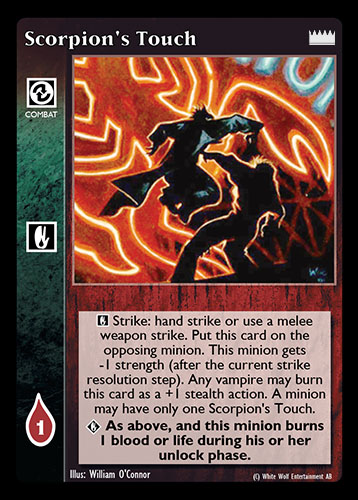 Scorpion's Touch
COMBAT
Strike: hand strike or use a melee
weapon strike. Put this card on the
opposing minion. This minion gets
-1 strength (after the current strike
resolution step). Any vampire may burn
this card as a +1 stealth action. A minion
may have only one Scorpion's Touch.
As above, and this minion burns
1 blood or life during his or her
unlock phase.
1
Illus: William O'Connor
(C) White Wolf Entertainment AB